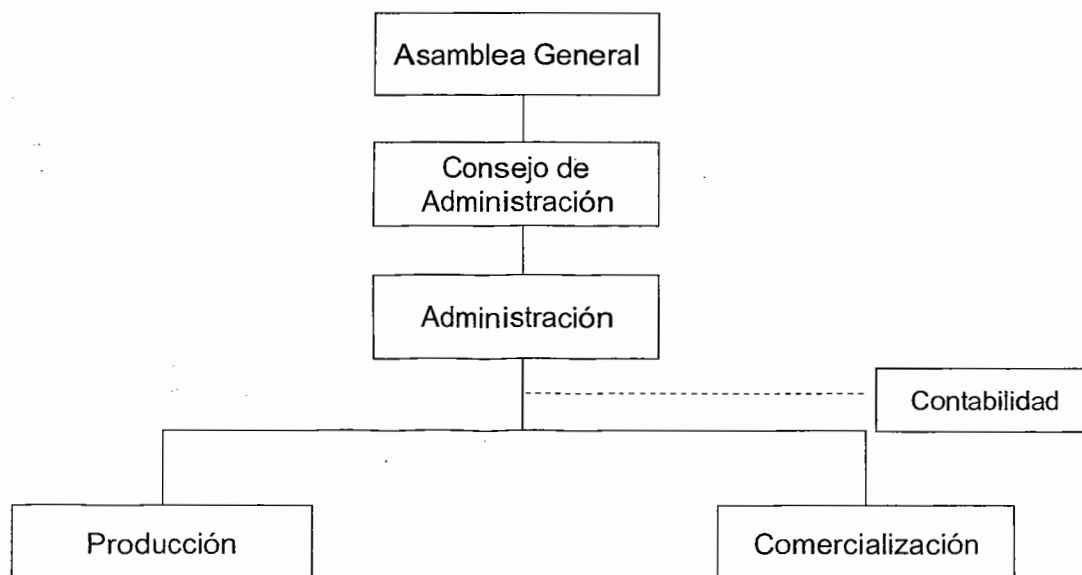 Asamblea General
Consejo de
Administración
Administración
Contabilidad
Producción
Comercialización